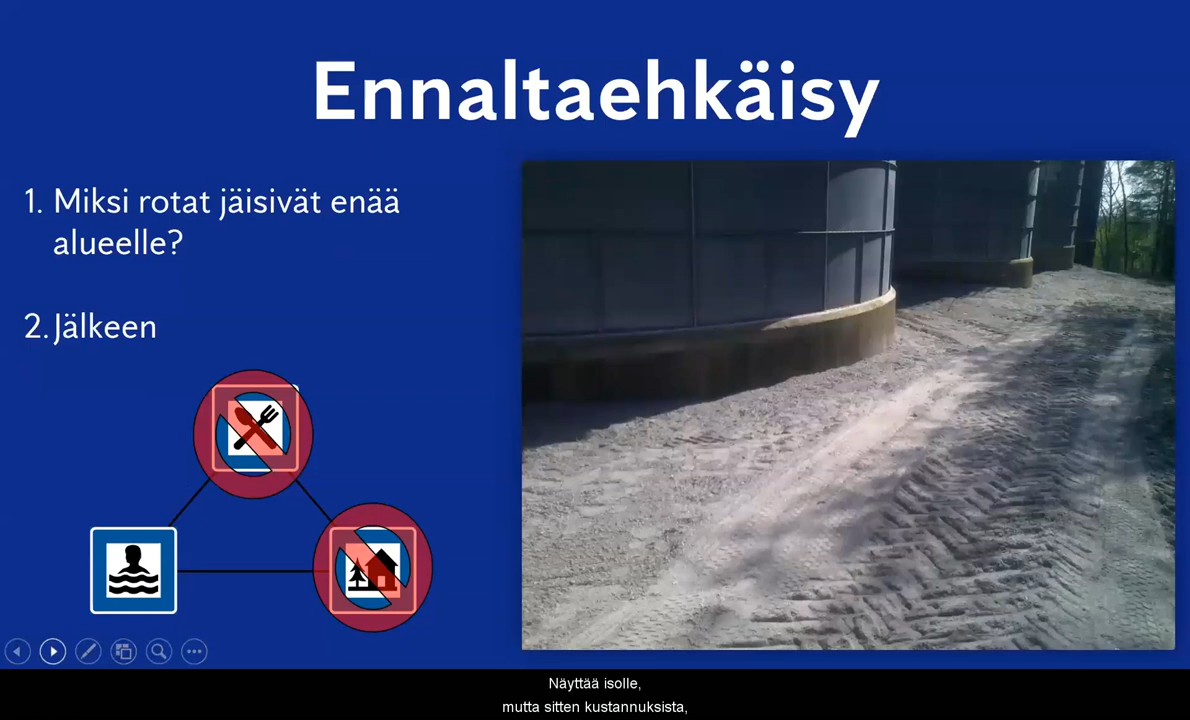 Ennaltaehkäisy
1. Miksi rotat jäisivät enää
alueelle?
2. Jälkeen
Näyttää isolle,
mutta sitten kustannuksista,